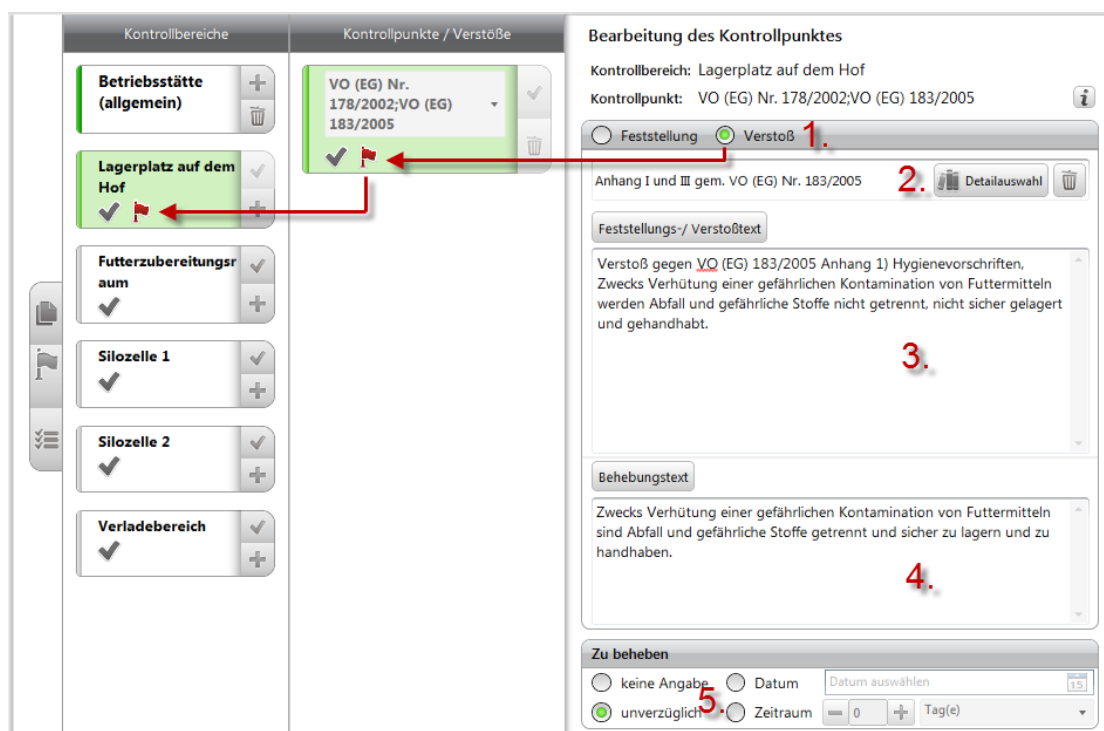 Kontrollbereiche
Betriebsstätte
(allgemein)
Lagerplatz auf dem
Hof
Futterzubereitungsr
aum
Silozelle 1
Silozelle 2
Verladebereich
Kontrollpunkte / Verstöße
VO (EG) Nr.
178/2002;VO (EG)
183/2005
Bearbeitung des Kontrollpunktes
Kontrollbereich: Lagerplatz auf dem Hof
Kontrollpunkt: VO (EG) Nr. 178/2002;VO (EG) 183/2005
i
Feststellung Verstoß 1.
Anhang I und III gem. VO (EG) Nr. 183/2005 2. Detailauswahl
Feststellungs-/ Verstoßtext
Verstoß gegen VO (EG) 183/2005 Anhang 1) Hygienevorschriften,
Zwecks Verhütung einer gefährlichen Kontamination von Futtermitteln
werden Abfall und gefährliche Stoffe nicht getrennt, nicht sicher gelagert
und gehandhabt.
3.
Behebungstext
Zwecks Verhütung einer gefährlichen Kontamination von Futtermitteln
sind Abfall und gefährliche Stoffe getrennt und sicher zu lagern und zu
handhaben.
4.
Zu beheben
keine Angabe Datum Datum auswählen 15
unverzüglich 5. Zeitraum 0 Tag(e)